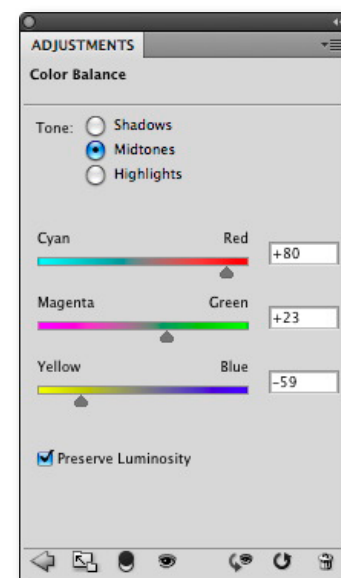 ADJUSTMENTS
Color Balance
Tone: Shadows
Midtones
Highlights
Cyan Red +80
Magenta Green +23
Yellow Blue -59
Preserve Luminosity